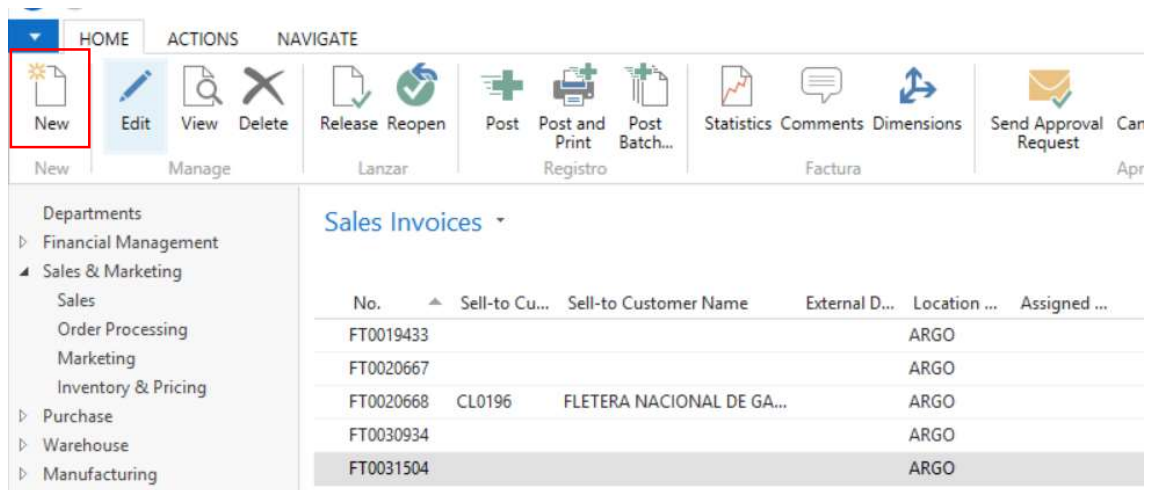 HOME ACTIONS NAVIGATE
New Edit View Delete Release Reopen Post Post and Print Post Batch... Statistics Comments Dimensions Send Approval Request Can
New Manage Lanzar Registro Factura Apr
Departments
Financial Management
Sales & Marketing
Sales
Order Processing
Marketing
Inventory & Pricing
Purchase
Warehouse
Manufacturing
Sales Invoices
No. Sell-to Cu... Sell-to Customer Name External D... Location ... Assigned ...
FT0019433 ARGO
FT0020667 ARGO
FT0020668 CL0196 FLETERA NACIONAL DE GA... ARGO
FT0030934 ARGO
FT0031504 ARGO